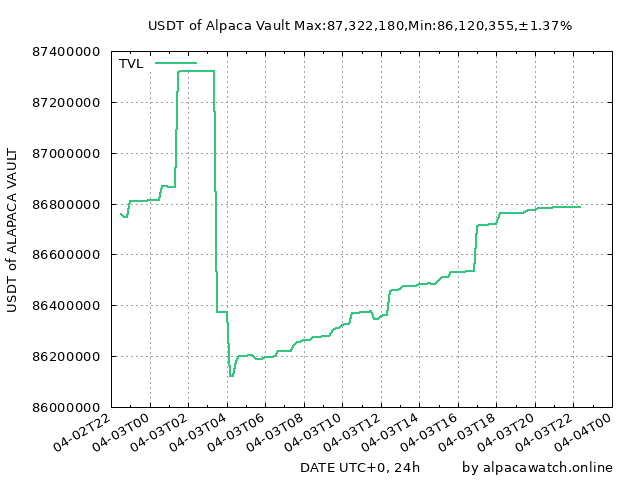 USDT of Alpaca Vault Max:87,322,180,Min:86,120,355,±1.37%
87400000
TVL
87200000
87000000
86800000
86600000
86400000
86200000
86000000
USDT of ALAPACA VAULT
04-02T22
04-03T00
04-03T02
04-03T04
04-03T06
04-03T08
04-03T10
04-03T12
04-03T14
04-03T16
04-03T18
04-03T20
04-03T22
04-04T00
DATE UTC+0, 24h
by alpacawatch.online